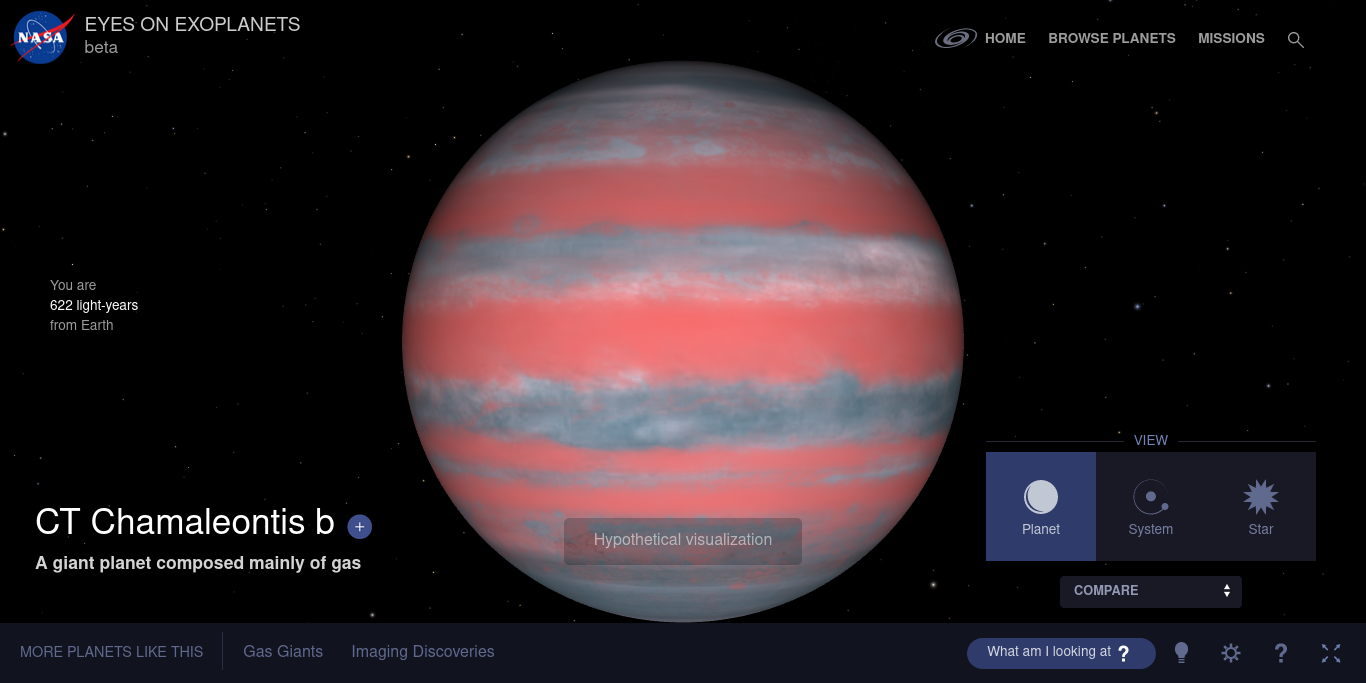 NASA
EYES ON EXOPLANETS
beta
HOME
BROWSE PLANETS
MISSIONS
You are
622 light-years
from Earth
VIEW
Planet
System
Star
CT Chamaleontis b +
A giant planet composed mainly of gas
Hypothetical visualization
COMPARE
MORE PLANETS LIKE THIS
Gas Giants
Imaging Discoveries
What am I looking at ?
?